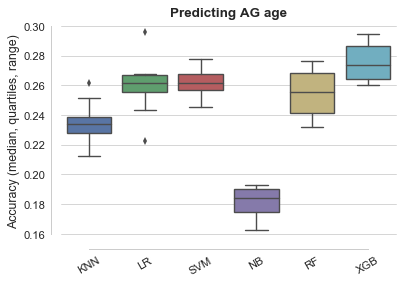 Predicting AG age
Accuracy (median, quartiles, range)
0.30
0.28
0.26
0.24
0.22
0.20
0.18
0.16
KNN
LR
SVM
NB
RF
XGB